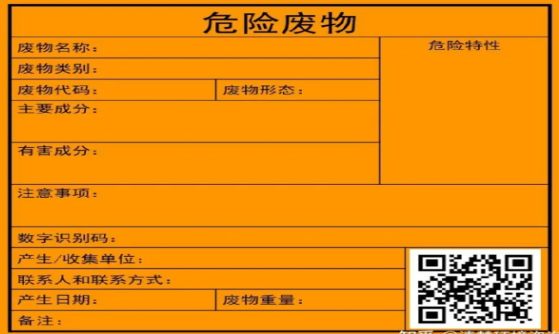 危险废物
废物名称：
危险特性
废物类别：
废物代码：
废物形态：
主要成分：
有害成分：
注意事项：
数字识别码：
产生/收集单位：
联系人和联系方式：
产生日期：
废物重量：
备注：